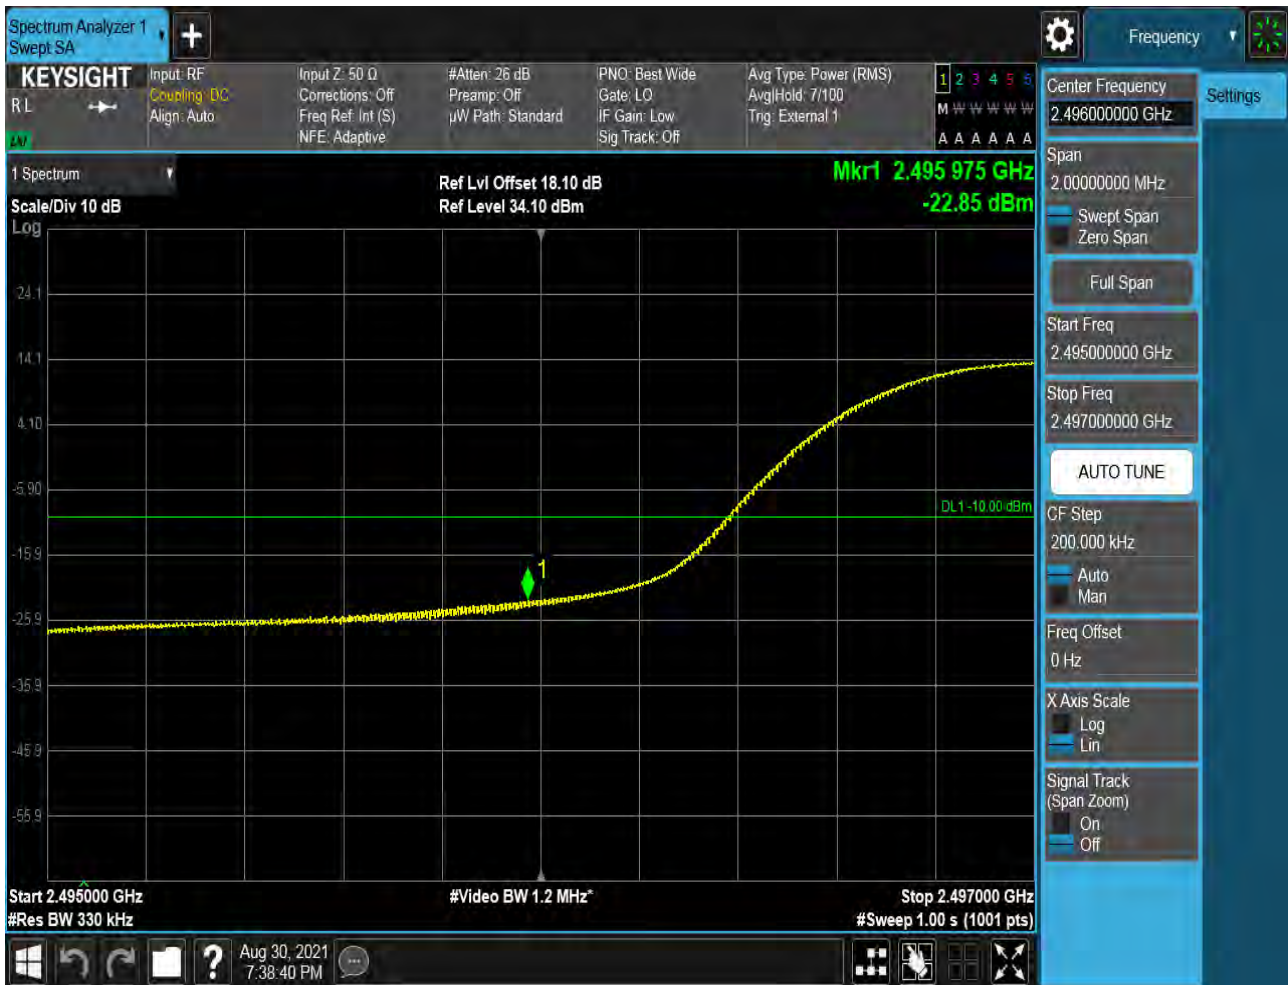 Spectrum Analyzer 1
Swept SA
+
Frequency
KEYSIGHT
R L
Input: RF
Coupling: DC
Align: Auto
Input Z: 50 Ω
Corrections: Off
Freq Ref: Int (S)
NFE: Adaptive
#Atten: 26 dB
Preamp: Off
µW Path: Standard
PNO: Best Wide
Gate: LO
IF Gain: Low
Sig Track: Off
Avg Type: Power (RMS)
Avg|Hold: 7/100
Trig: External 1
1 2 3 4 5 6
M W W W W W
A A A A A A
1 Spectrum
Scale/Div 10 dB
Log
Ref Lvl Offset 18.10 dB
Ref Level 34.10 dBm
Mkr1 2.495 975 GHz
-22.85 dBm
24.1
14.1
4.10
-5.90
-15.9
-25.9
-35.9
-45.9
-55.9
DL1 -10.00 dBm
1
Start 2.495000 GHz
#Res BW 330 kHz
#Video BW 1.2 MHz*
Stop 2.497000 GHz
#Sweep 1.00 s (1001 pts)
Center Frequency
2.496000000 GHz
Settings
Span
2.00000000 MHz
Swept Span
Zero Span
Full Span
Start Freq
2.495000000 GHz
Stop Freq
2.497000000 GHz
AUTO TUNE
CF Step
200.000 kHz
Auto
Man
Freq Offset
0 Hz
X Axis Scale
Log
Lin
Signal Track
(Span Zoom)
On
Off
?
Aug 30, 2021
7:38:40 PM